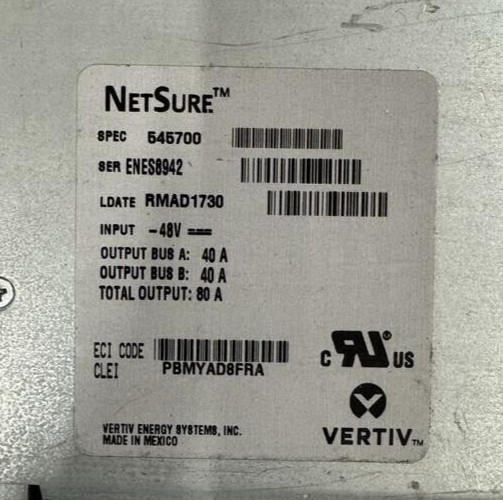 NETSURE™
SPEC 545700
SER ENES8942
LDATE RMAD1730
INPUT -48V ⎓
OUTPUT BUS A: 40 A
OUTPUT BUS B: 40 A
TOTAL OUTPUT: 80 A
ECI CODE
CLEI PBMYAD8FRA
C RU® US
VERTIV ENERGY SYSTEMS, INC.
MADE IN MEXICO
VERTIV™